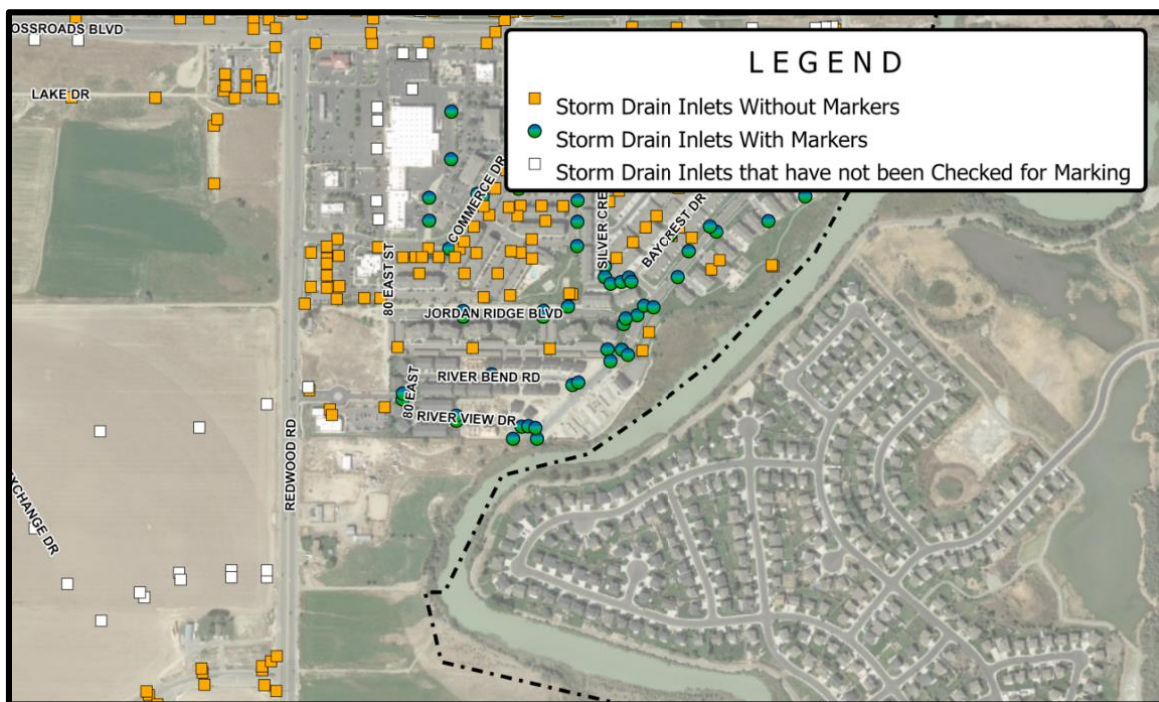 OSSROADS BLVD
LEGEND
Storm Drain Inlets Without Markers
Storm Drain Inlets With Markers
Storm Drain Inlets that have not been Checked for Marking
LAKE DR
COMMERCE DR
SILVER CRE
BAYCREST DR
80 EAST ST
JORDAN RIDGE BLVD
RIVER BEND RD
80 EAST
RIVER VIEW DR
REDWOOD RD
XCHANGE DR